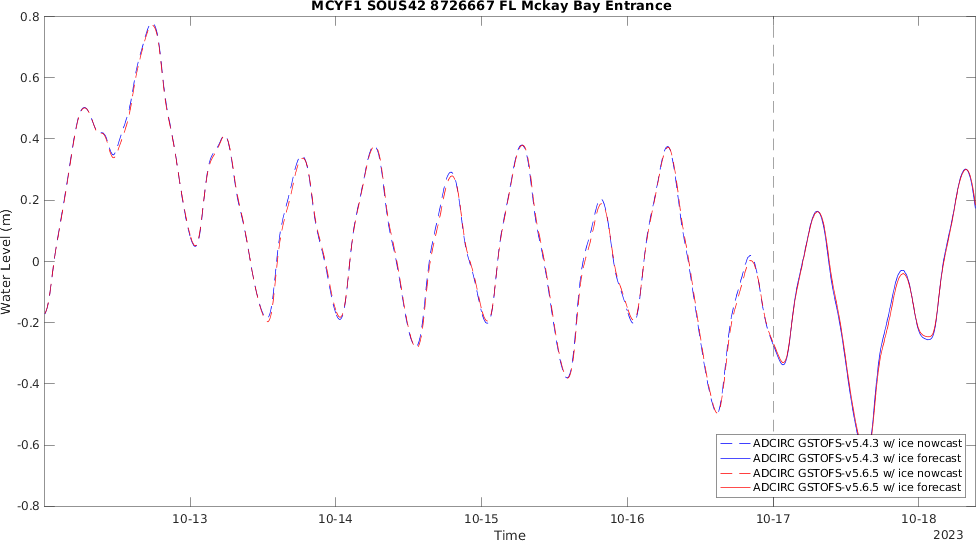 MCYF1 SOUS42 8726667 FL Mckay Bay Entrance
0.8
0.6
0.4
0.2
0
-0.2
-0.4
-0.6
-0.8
Water Level (m)
ADCIRC GSTOFS-v5.4.3 w/ ice nowcast
ADCIRC GSTOFS-v5.4.3 w/ ice forecast
ADCIRC GSTOFS-v5.6.5 w/ ice nowcast
ADCIRC GSTOFS-v5.6.5 w/ ice forecast
10-13 10-14 10-15 10-16 10-17 10-18
Time
2023